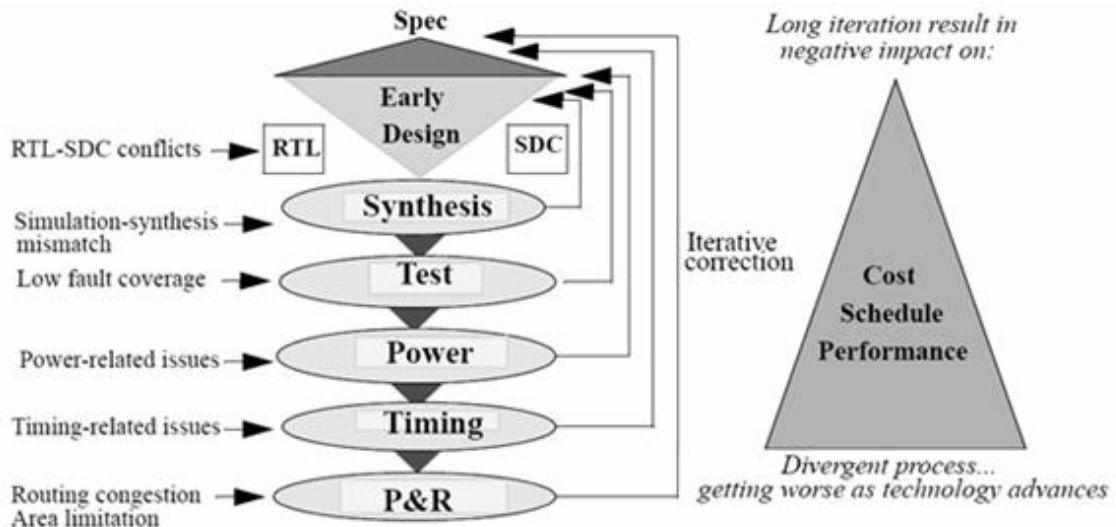 Spec
Early
Design
RTL-SDC conflicts
RTL
SDC
Synthesis
Simulation-synthesis
mismatch
Low fault coverage
Test
Power-related issues
Power
Timing-related issues
Timing
Routing congestion
Area limitation
P&R
Iterative
correction
Long iteration result in
negative impact on:
Cost
Schedule
Performance
Divergent process...
getting worse as technology advances